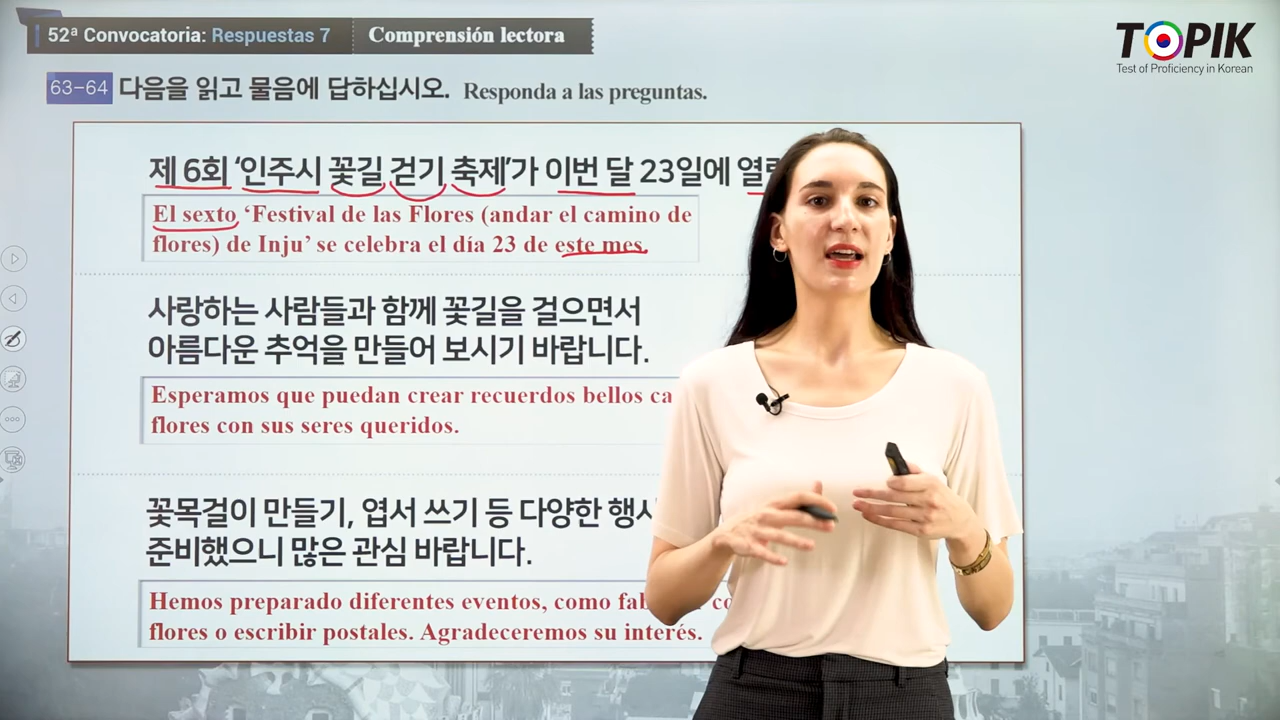 52ª Convocatoria: Respuestas 7 Comprensión lectora
TOPIK
Test of Proficiency in Korean
63-64 다음을 읽고 물음에 답하십시오. Responda a las preguntas.
제 6회 ‘인주시 꽃길 걷기 축제’가 이번 달 23일에
El sexto ‘Festival de las Flores (andar el camino de
flores) de Inju’ se celebra el día 23 de este mes.
사랑하는 사람들과 함께 꽃길을 걸으면서
아름다운 추억을 만들어 보시기 바랍니다.
Esperamos que puedan crear recuerdos bellos
flores con sus seres queridos.
꽃목걸이 만들기, 엽서 쓰기 등 다양한
준비했으니 많은 관심 바랍니다.
Hemos preparado diferentes eventos, como
flores o escribir postales. Agradeceremos su interés.